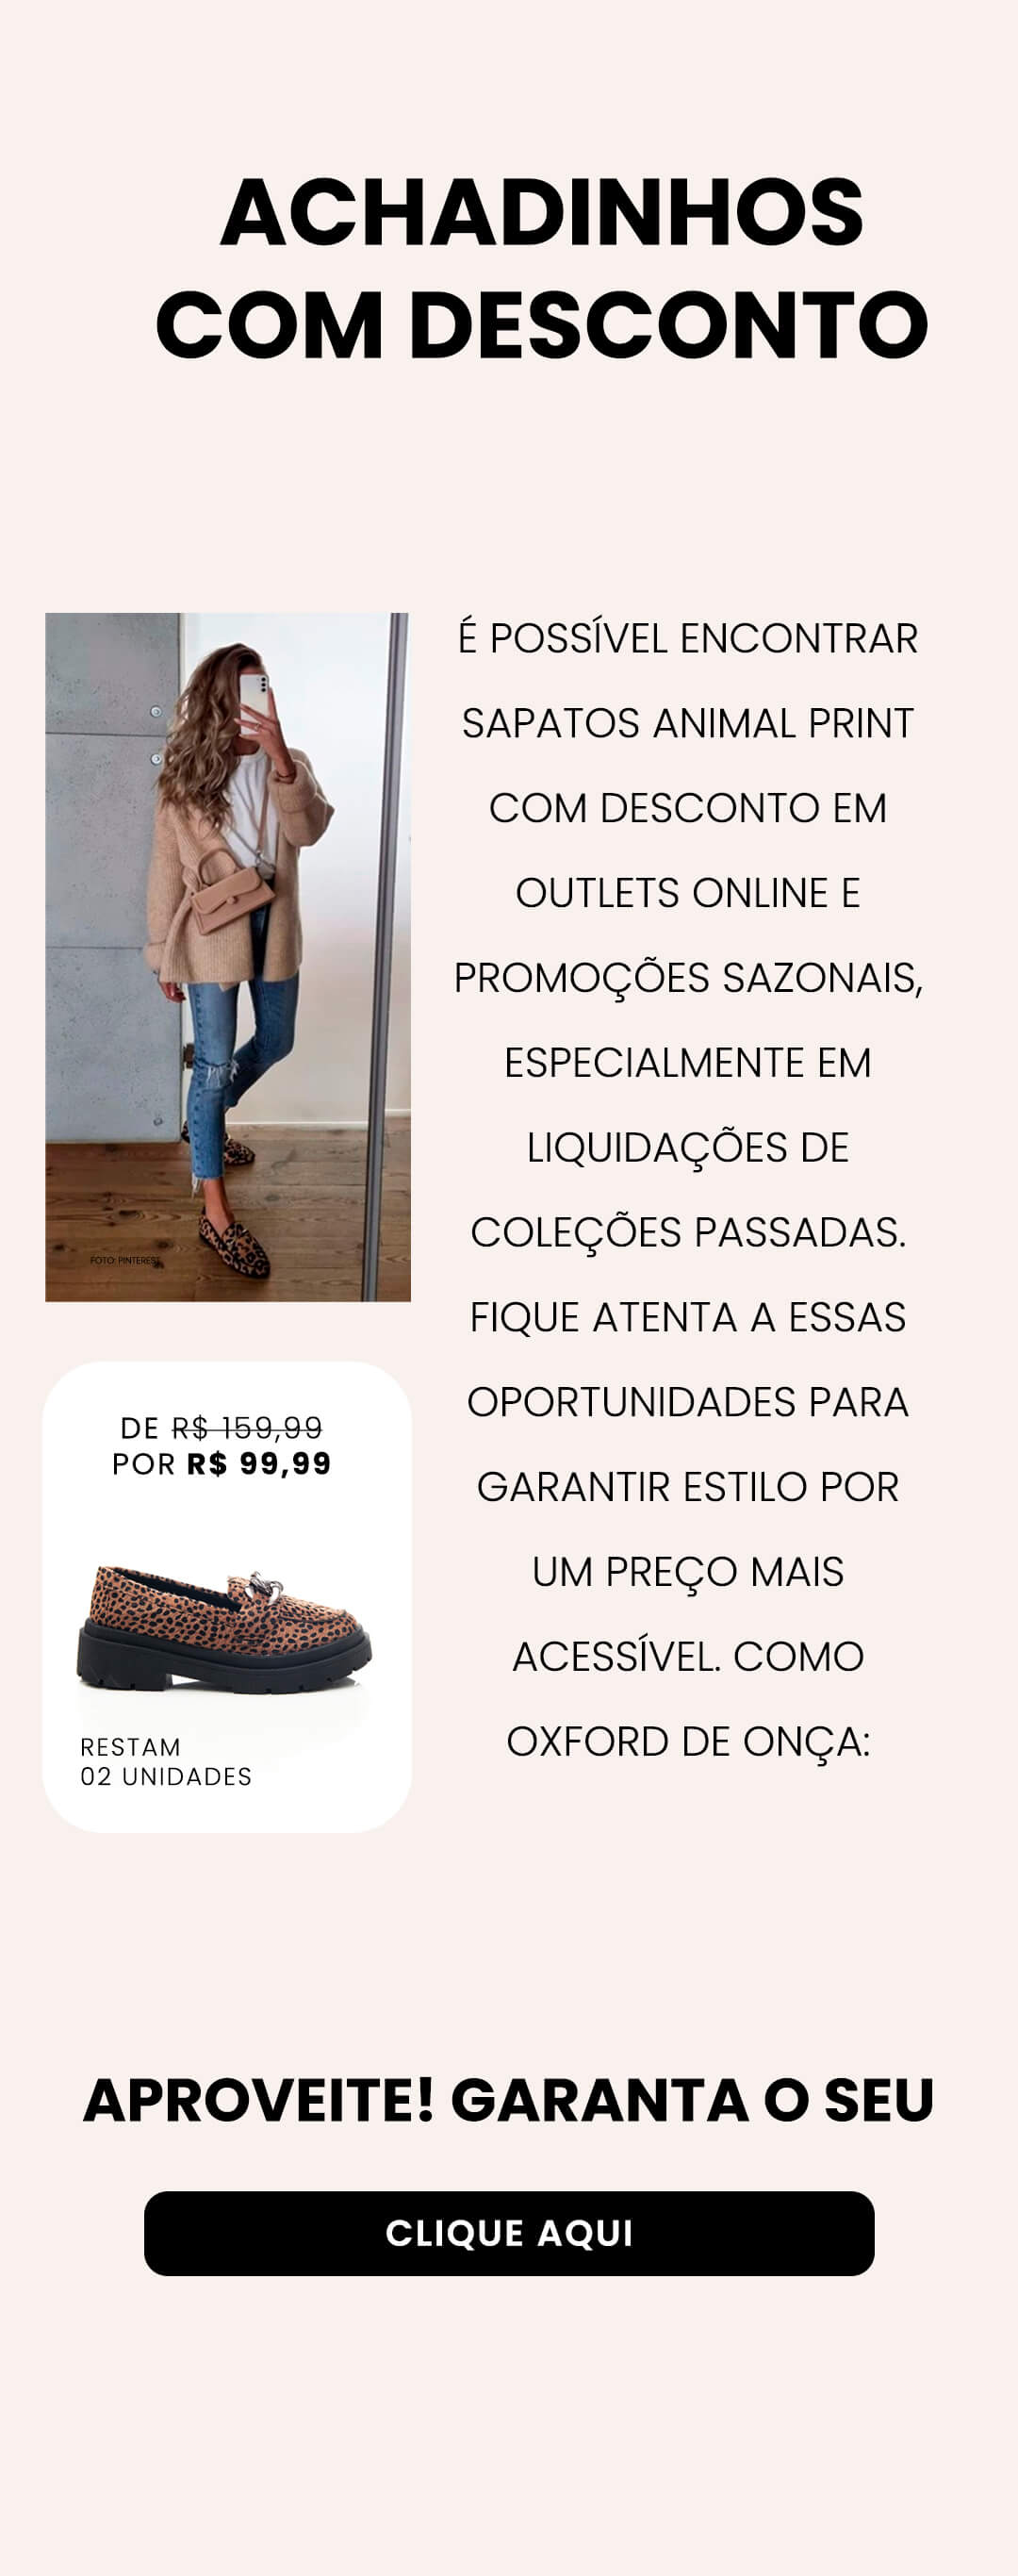 ACHADINHOS
COM DESCONTO
É POSSÍVEL ENCONTRAR
SAPATOS ANIMAL PRINT
COM DESCONTO EM
OUTLETS ONLINE E
PROMOÇÕES SAZONAIS,
ESPECIALMENTE EM
LIQUIDAÇÕES DE
COLEÇÕES PASSADAS.
FIQUE ATENTA A ESSAS
OPORTUNIDADES PARA
GARANTIR ESTILO POR
UM PREÇO MAIS
ACESSÍVEL. COMO
OXFORD DE ONÇA:
FOTO: PINTEREST
DE R$ 159,99
POR R$ 99,99
RESTAM
02 UNIDADES
APROVEITE! GARANTA O SEU
CLIQUE AQUI